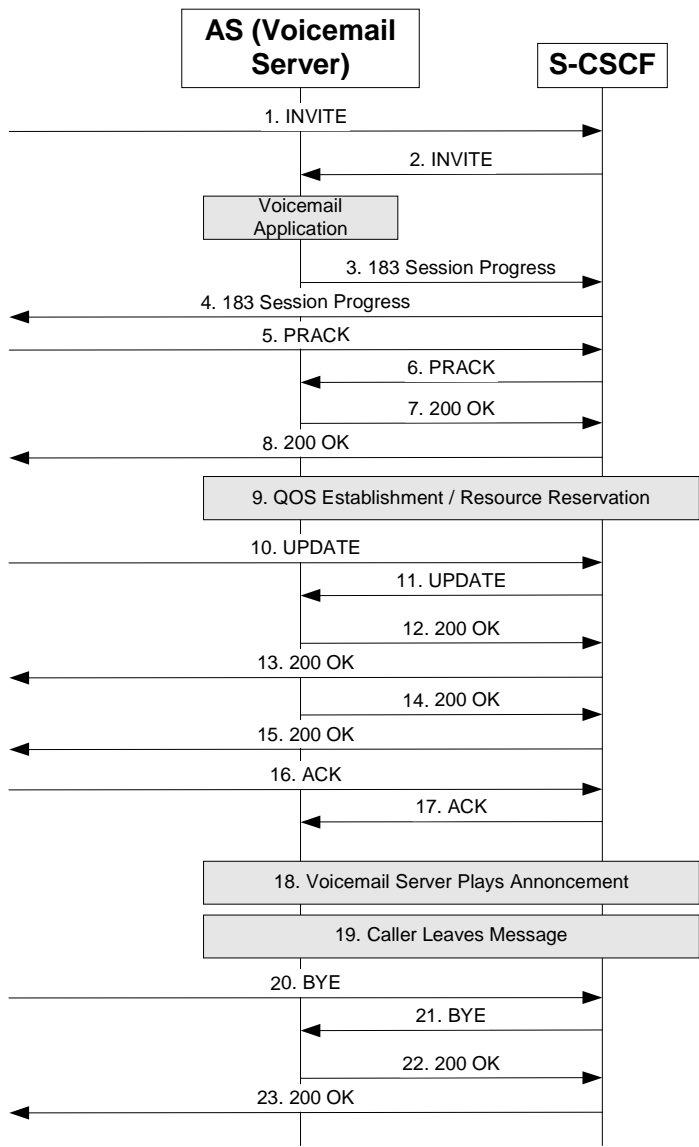 AS (Voicemail
Server)
S-CSCF
1. INVITE
2. INVITE
Voicemail
Application
3. 183 Session Progress
4. 183 Session Progress
5. PRACK
6. PRACK
7. 200 OK
8. 200 OK
9. QOS Establishment / Resource Reservation
10. UPDATE
11. UPDATE
12. 200 OK
13. 200 OK
14. 200 OK
15. 200 OK
16. ACK
17. ACK
18. Voicemail Server Plays Annoncement
19. Caller Leaves Message
20. BYE
21. BYE
22. 200 OK
23. 200 OK